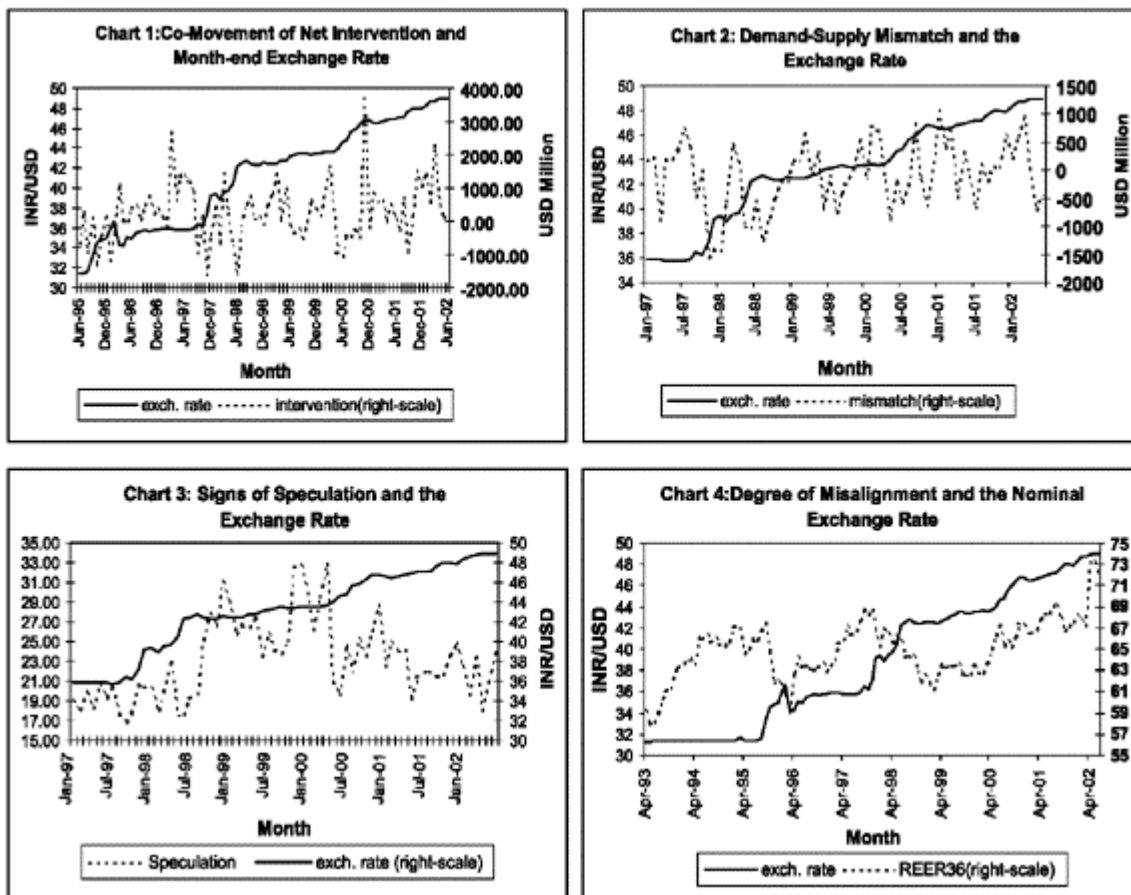 Chart 1:Co-Movement of Net Intervention and
Month-end Exchange Rate
INR/USD
50
48
46
44
42
40
38
36
34
32
30
4000.00
3000.00
2000.00
1000.00
0.00
-1000.00
-2000.00
USD Million
Jun-95
Dec-95
Jun-96
Dec-96
Jun-97
Dec-97
Jun-98
Dec-98
Jun-99
Dec-99
Jun-00
Dec-00
Jun-01
Dec-01
Jun-02
Month
exch. rate
intervention(right-scale)
Chart 2: Demand-Supply Mismatch and the
Exchange Rate
INR/USD
50
48
46
44
42
40
38
36
34
1500
1000
500
0
-500
-1000
-1500
-2000
USD Million
Jan-97
Jul-97
Jan-98
Jul-98
Jan-99
Jul-99
Jan-00
Jul-00
Jan-01
Jul-01
Jan-02
Month
exch. rate
mismatch(right-scale)
Chart 3: Signs of Speculation and the
Exchange Rate
35.00
33.00
31.00
29.00
27.00
25.00
23.00
21.00
19.00
17.00
15.00
50
48
46
44
42
40
38
36
34
32
30
INR/USD
Jan-97
Jul-97
Jan-98
Jul-98
Jan-99
Jul-99
Jan-00
Jul-00
Jan-01
Jul-01
Jan-02
Month
Speculation
exch. rate (right-scale)
Chart 4:Degree of Misalignment and the Nominal
Exchange Rate
INR/USD
50
48
46
44
42
40
38
36
34
32
30
75
73
71
69
67
65
63
61
59
57
55
Apr-93
Apr-94
Apr-95
Apr-96
Apr-97
Apr-98
Apr-99
Apr-00
Apr-01
Apr-02
Month
exch. rate
REER36(right-scale)